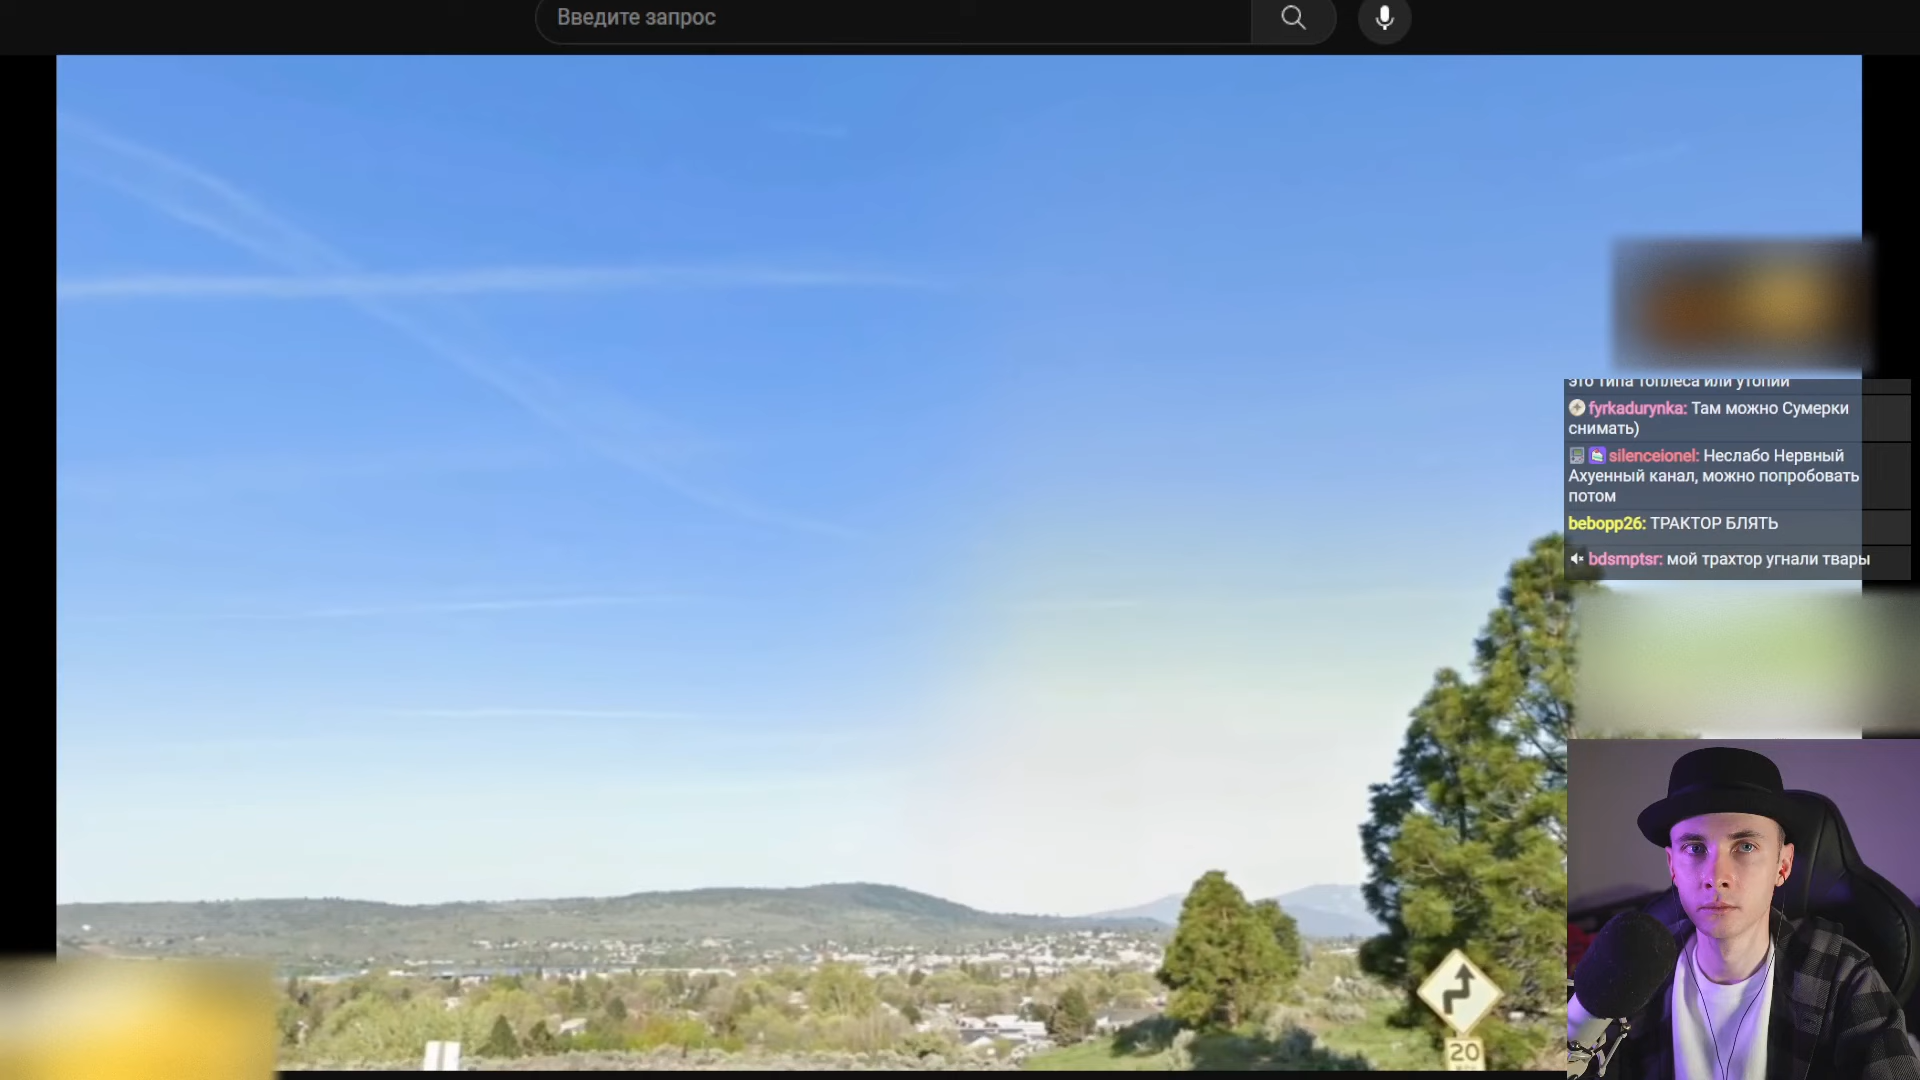 Введите запрос
это типа топлеса или утопии
fyrkadurynka: Там можно Сумерки
снимать)
silenceionel: Неслабо Нервный
Ахуенный канал, можно попробовать
потом
bebopp26: ТРАКТОР БЛЯТЬ
bdsmptsr: мой трахтор угнали твары
20